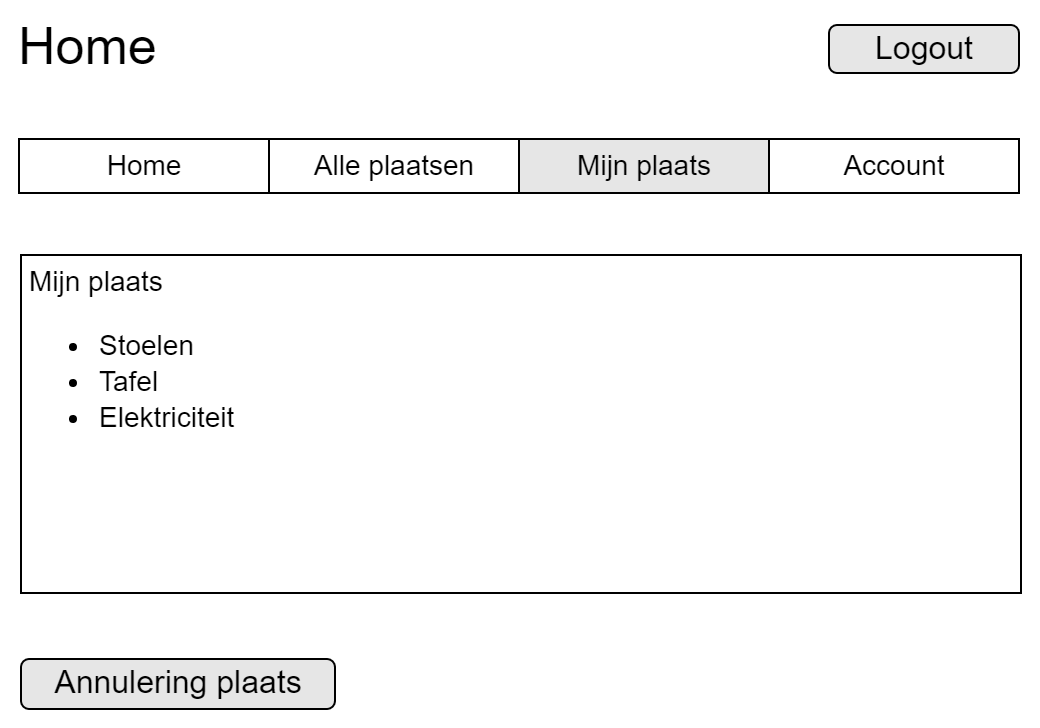 Home
Logout
Home
Alle plaatsen
Mijn plaats
Account
Mijn plaats
Stoelen
Tafel
Elektriciteit
Annulering plaats